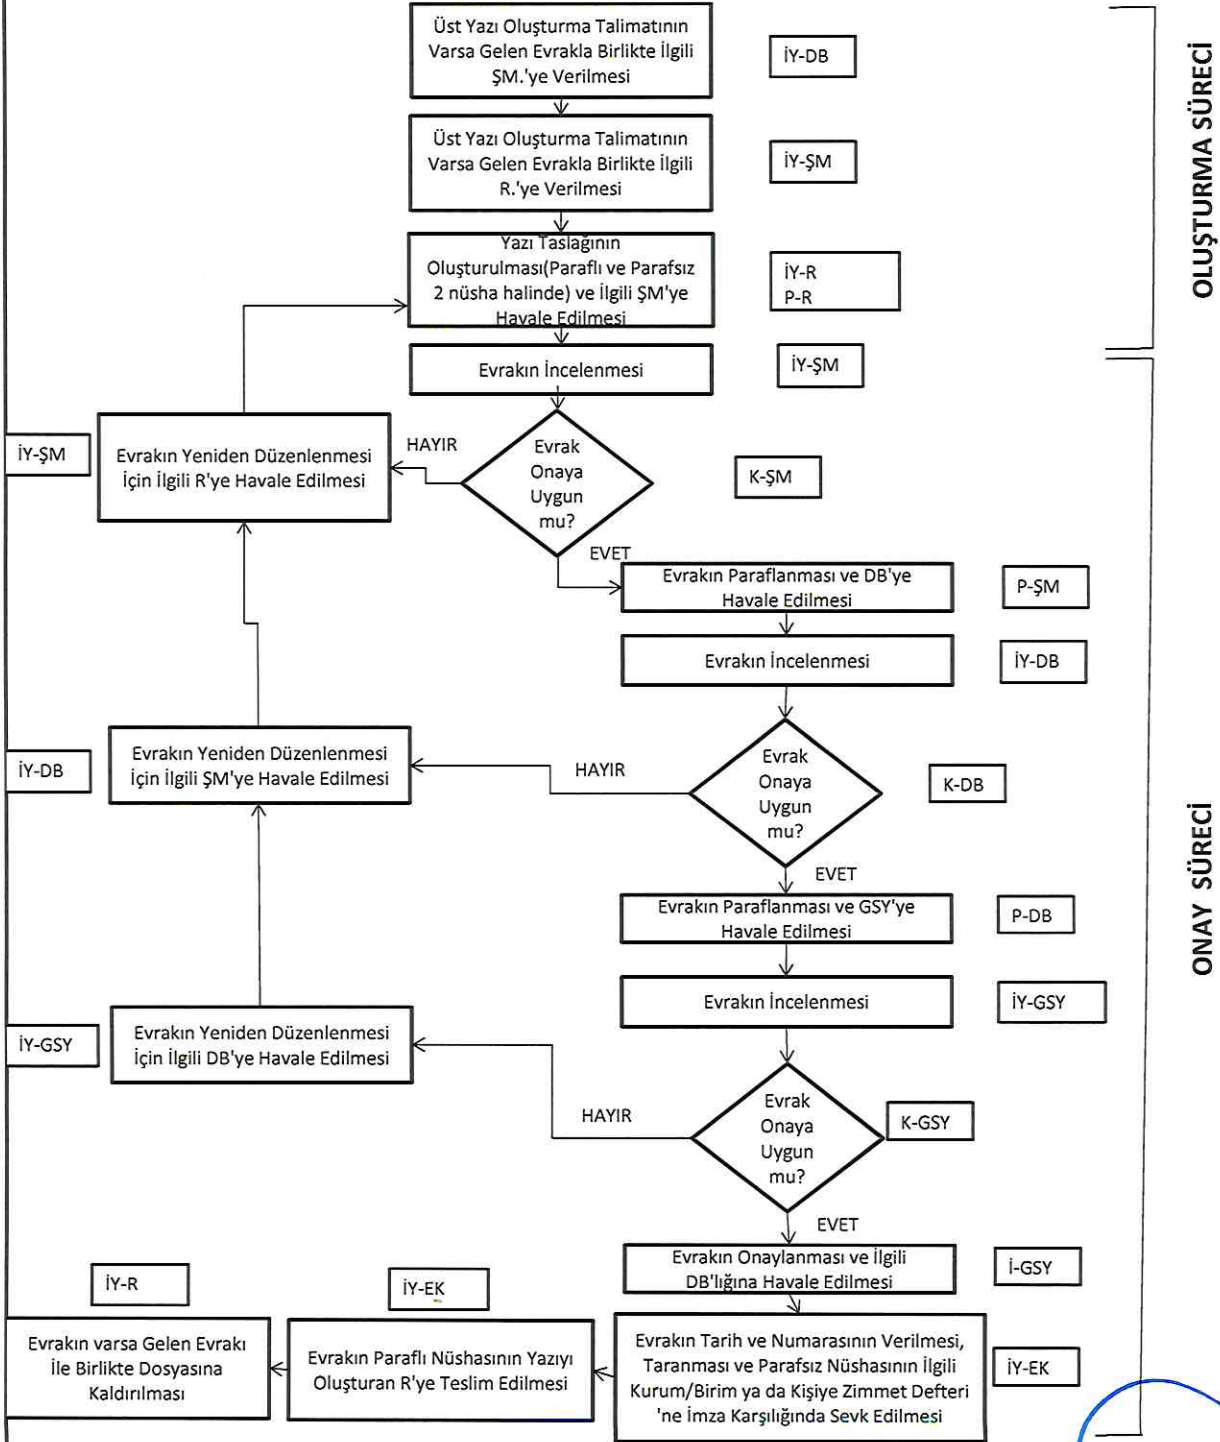 Üst Yazı Oluşturma Talimatının
Varsa Gelen Evrakla Birlikte İlgili
ŞM.'ye Verilmesi
İY-DB
Üst Yazı Oluşturma Talimatının
Varsa Gelen Evrakla Birlikte İlgili
R.'ye Verilmesi
İY-ŞM
Yazı Taslağının
Oluşturulması(Paraflı ve Parafsız
2 nüsha halinde) ve İlgili ŞM'ye
Havale Edilmesi
İY-R
P-R
OLUŞTURMA SÜRECİ
Evrakın İncelenmesi
İY-ŞM
İY-ŞM
Evrakın Yeniden Düzenlenmesi
İçin İlgili R'ye Havale Edilmesi
HAYIR
Evrak
Onaya
Uygun
mu?
K-ŞM
EVET
Evrakın Paraflanması ve DB'ye
Havale Edilmesi
P-ŞM
Evrakın İncelenmesi
İY-DB
İY-DB
Evrakın Yeniden Düzenlenmesi
İçin İlgili ŞM'ye Havale Edilmesi
HAYIR
Evrak
Onaya
Uygun
mu?
K-DB
EVET
Evrakın Paraflanması ve GSY'ye
Havale Edilmesi
P-DB
ONAY SÜRECİ
Evrakın İncelenmesi
İY-GSY
İY-GSY
Evrakın Yeniden Düzenlenmesi
İçin İlgili DB'ye Havale Edilmesi
HAYIR
Evrak
Onaya
Uygun
mu?
K-GSY
EVET
Evrakın Onaylanması ve İlgili
DB'lığına Havale Edilmesi
İ-GSY
İY-R
İY-EK
Evrakın varsa Gelen Evrakı
İle Birlikte Dosyasına
Kaldırılması
Evrakın Paraflı Nüshasının Yazıyı
Oluşturan R'ye Teslim Edilmesi
Evrakın Tarih ve Numarasının Verilmesi,
Taranması ve Parafsız Nüshasının İlgili
Kurum/Birim ya da Kişiye Zimmet Defteri
'ne İmza Karşılığında Sevk Edilmesi
İY-EK